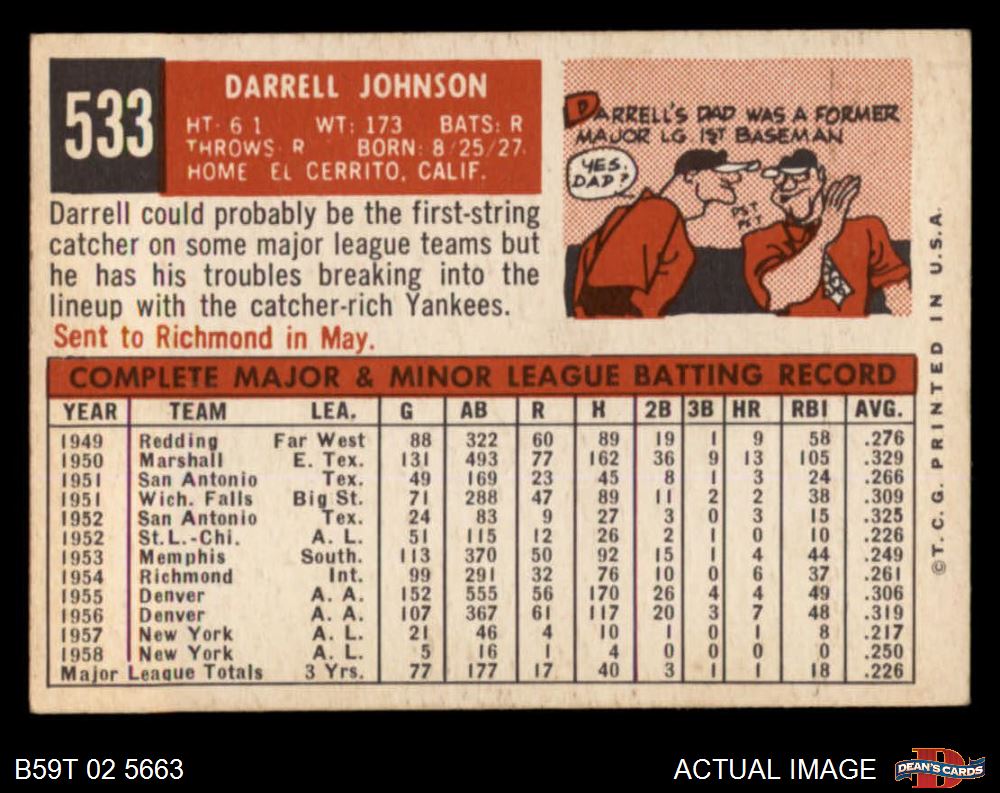 533
DARRELL JOHNSON
HT· 6 1 WT: 173 BATS: R
THROWS R BORN: 8/25/27
HOME EL CERRITO, CALIF.
DARRELL'S DAD WAS A FORMER
MAJOR LG 1ST BASEMAN
YES.
DAD?
PST
PST
Darrell could probably be the first-string
catcher on some major league teams but
he has his troubles breaking into the
lineup with the catcher-rich Yankees.
Sent to Richmond in May.
COMPLETE MAJOR & MINOR LEAGUE BATTING RECORD
YEAR TEAM LEA. G AB R H 2B 3B HR RBI AVG.
1949 Redding Far West 88 322 60 89 19 1 9 58 .276
1950 Marshall E. Tex. 131 493 77 162 36 9 13 105 .329
1951 San Antonio Tex. 49 169 23 45 8 1 3 24 .266
1951 Wich. Falls Big St. 71 288 47 89 11 2 2 38 .309
1952 San Antonio Tex. 24 83 9 27 3 0 3 15 .325
1952 St.L.-Chi. A. L. 51 115 12 26 2 1 0 10 .226
1953 Memphis South. 113 370 50 92 15 1 4 44 .249
1954 Richmond Int. 99 291 32 76 10 0 6 37 .261
1955 Denver A. A. 152 555 56 170 26 4 4 49 .306
1956 Denver A. A. 107 367 61 117 20 3 7 48 .319
1957 New York A. L. 21 46 4 10 1 0 1 8 .217
1958 New York A. L. 5 16 1 4 0 0 0 0 .250
Major League Totals 3 Yrs. 77 177 17 40 3 1 1 18 .226
©T. C. G. PRINTED IN U.S.A.
B59T 02 5663
ACTUAL IMAGE
D
DEAN'S CARDS